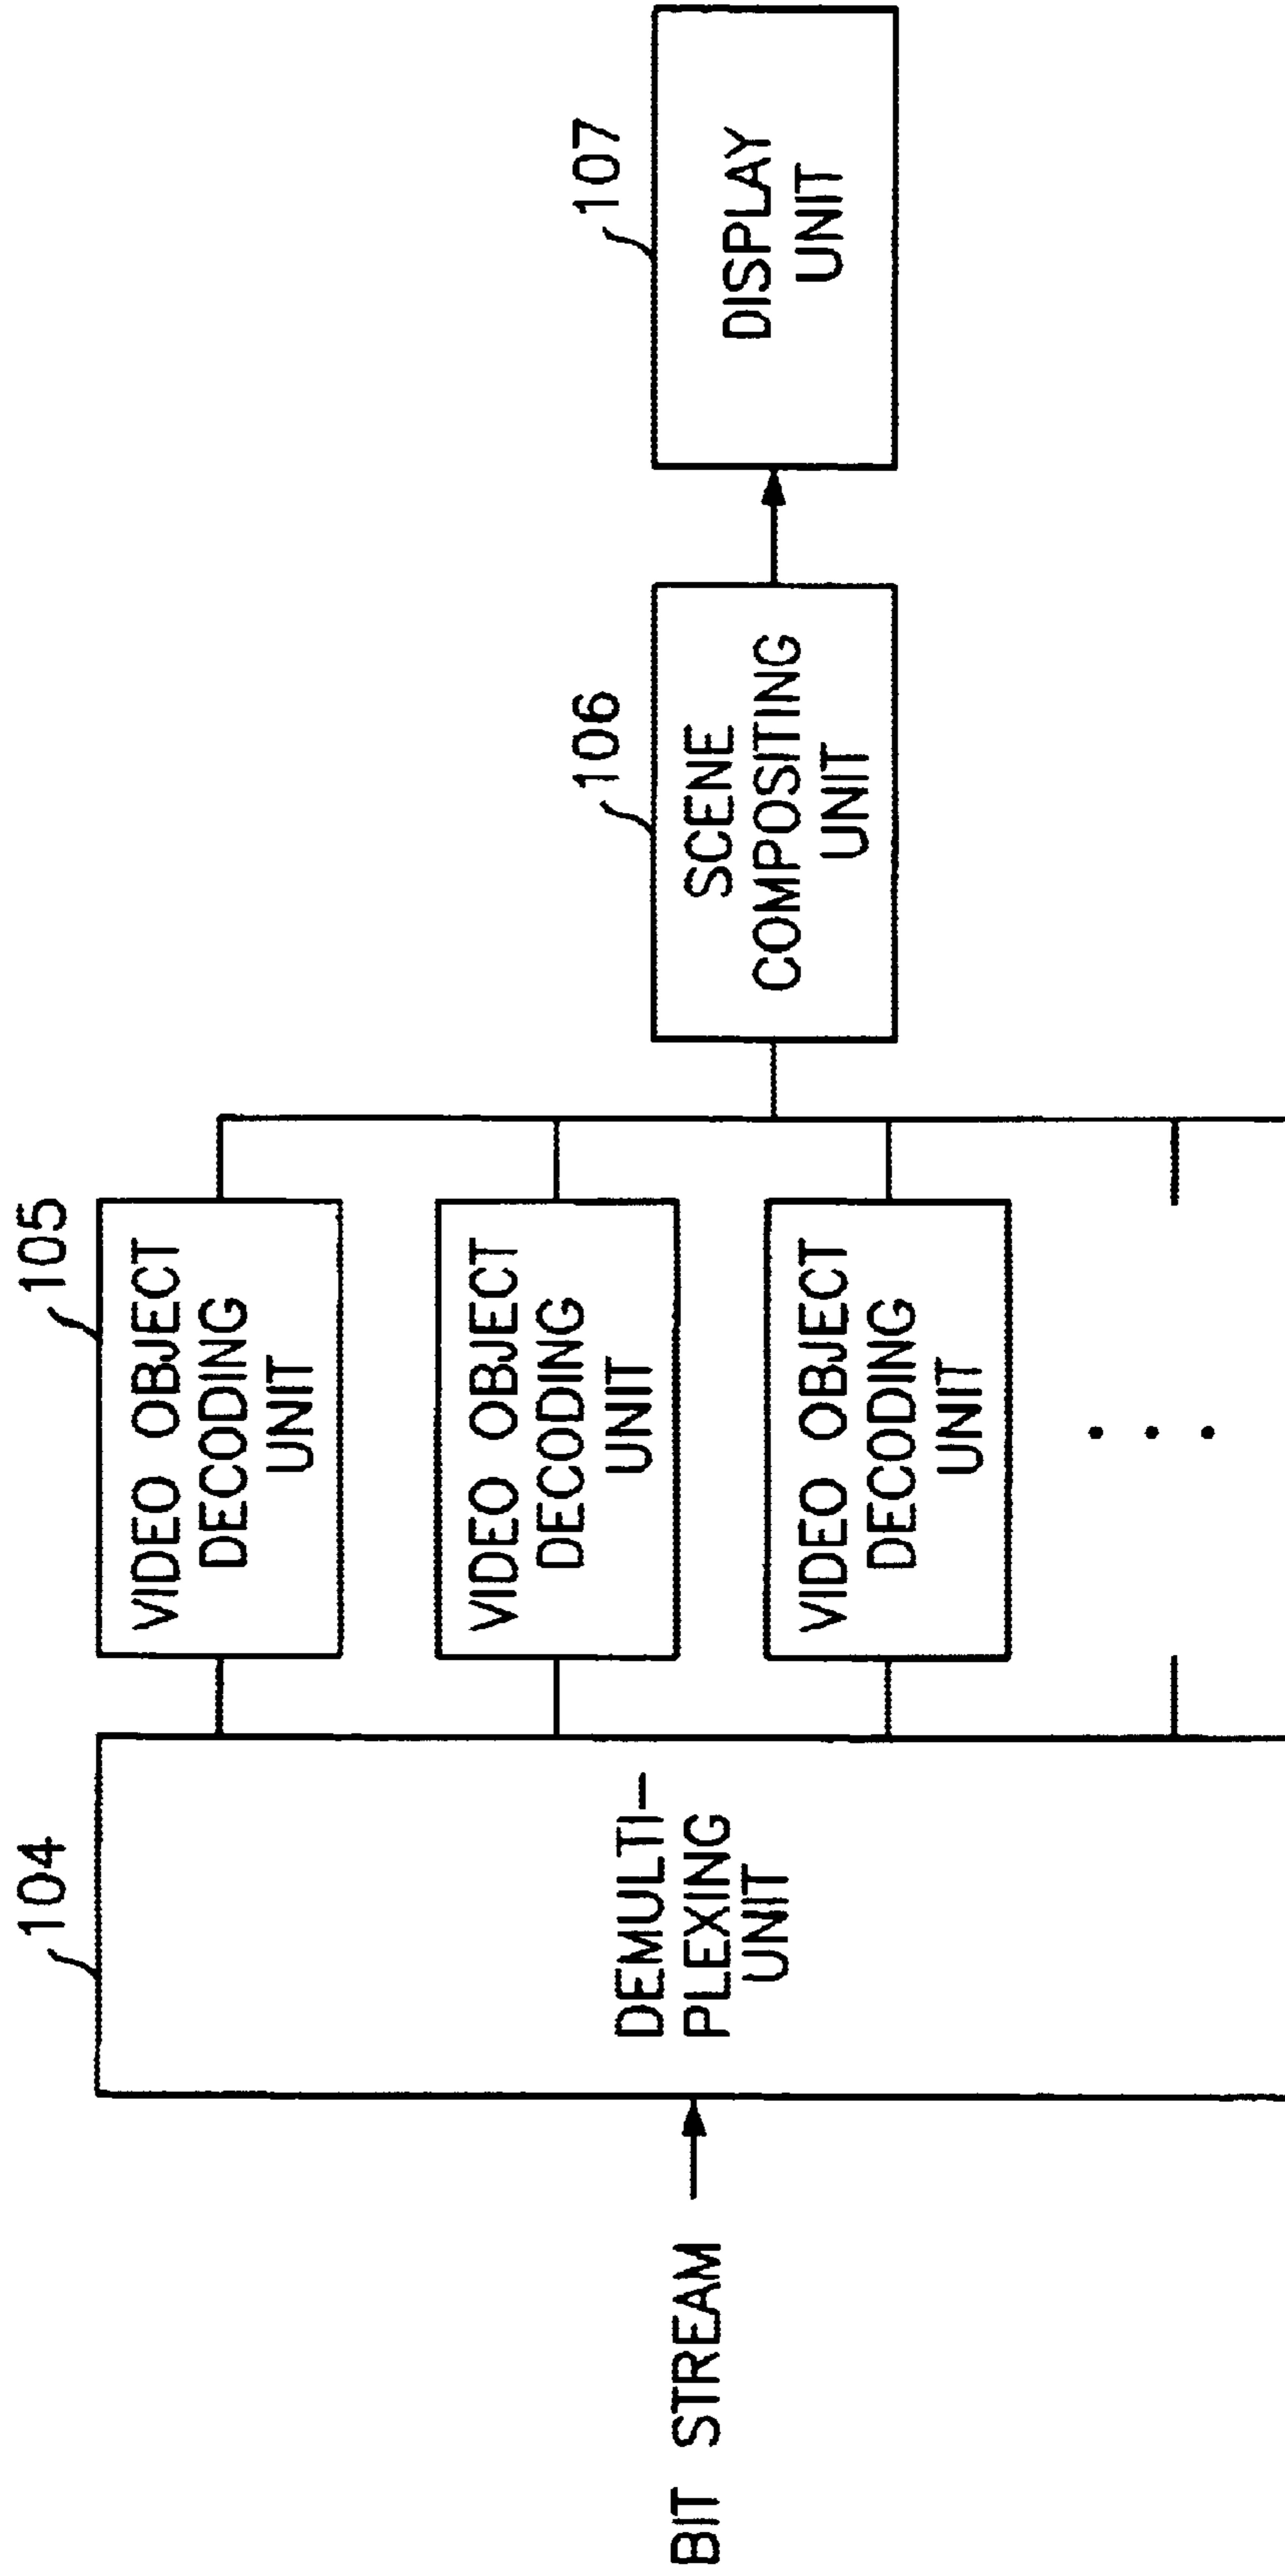 BIT STREAM
104
DEMULTI-
PLEXING
UNIT
105
VIDEO OBJECT
DECODING
UNIT
VIDEO OBJECT
DECODING
UNIT
VIDEO OBJECT
DECODING
UNIT
106
SCENE
COMPOSITING
UNIT
107
DISPLAY
UNIT